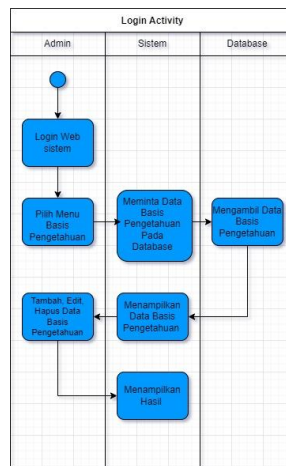 Login Activity
Admin
Sistem
Database
Login Web
sistem
Pilih Menu
Basis
Pengetahuan
Meminta Data
Basis
Pengetahuan
Pada
Database
Mengambil Data
Basis
Pengetahuan
Tambah, Edit,
Hapus Data
Basis
Pengetahuan
Menampilkan
Data Basis
Pengetahuan
Menampilkan
Hasil